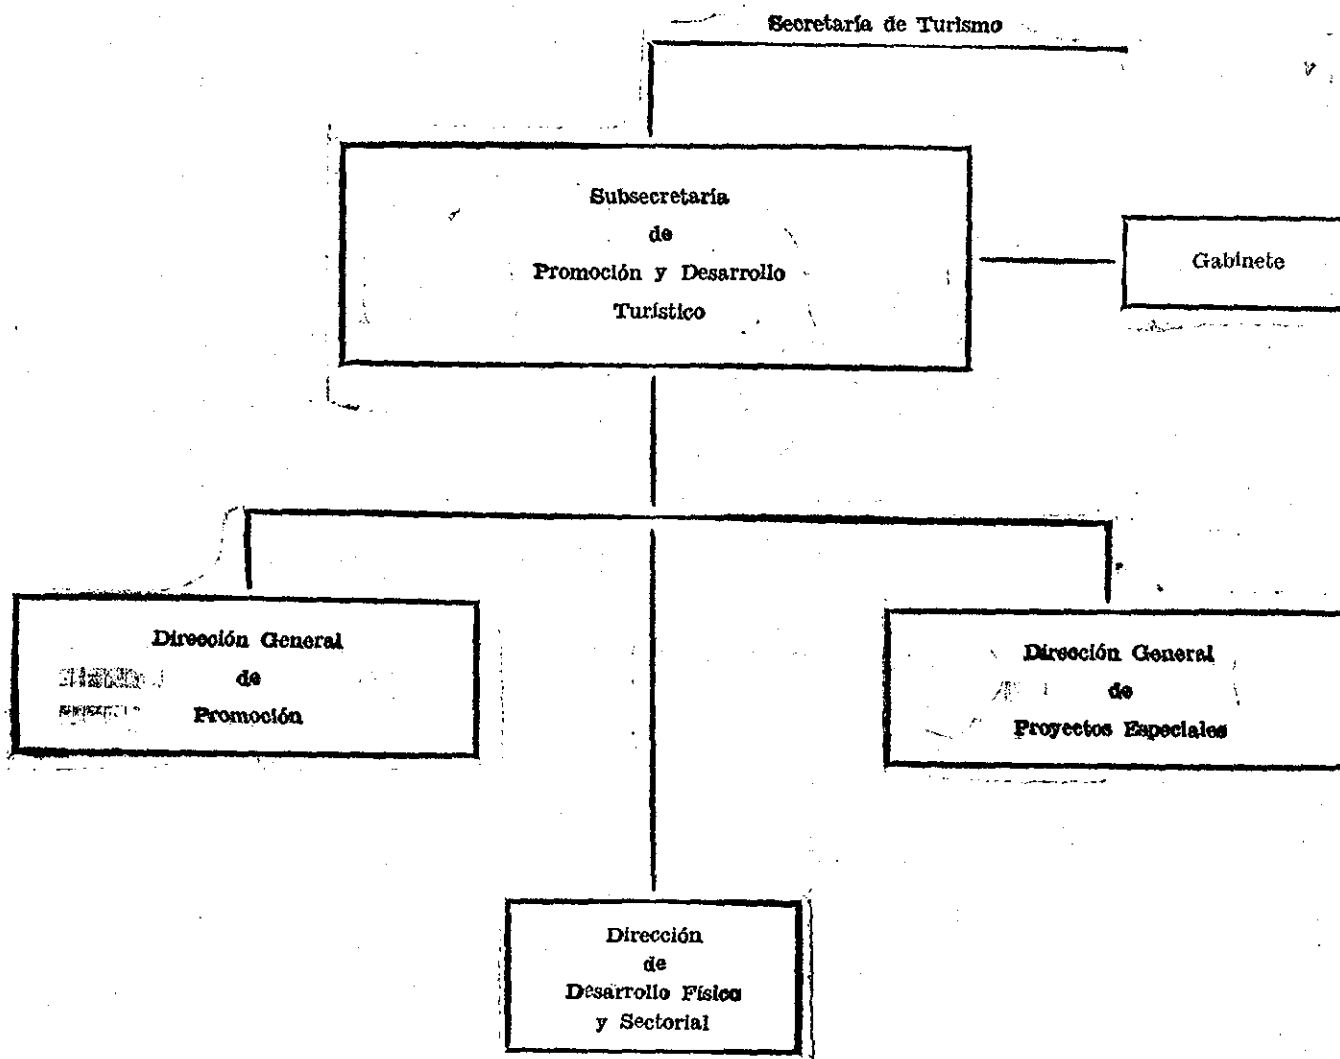 Secretaría de Turismo
Subsecretaría
de
Promoción y Desarrollo
Turístico
Gabinete
Dirección General
de
Promoción
Dirección General
de
Proyectos Especiales
Dirección
de
Desarrollo Físico
y Sectorial